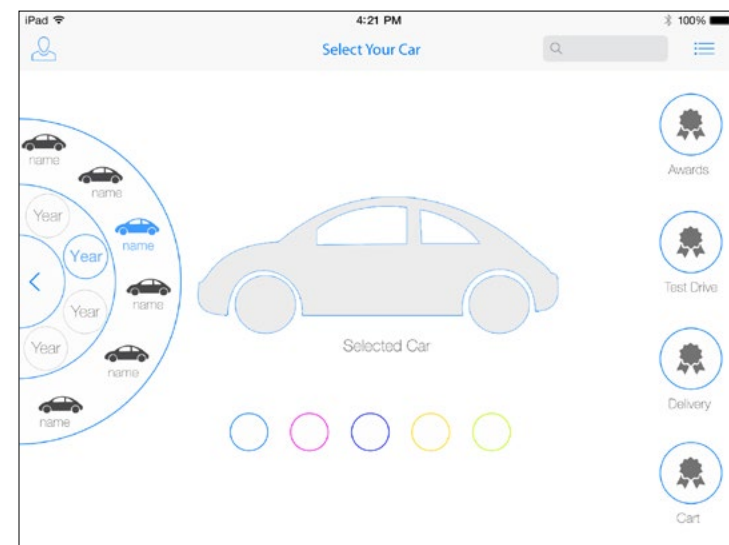 iPad
4:21 PM
100%
Select Your Car
name
name
name
name
name
name
Year
Year
Year
Year
Selected Car
Awards
Test Drive
Delivery
Cart